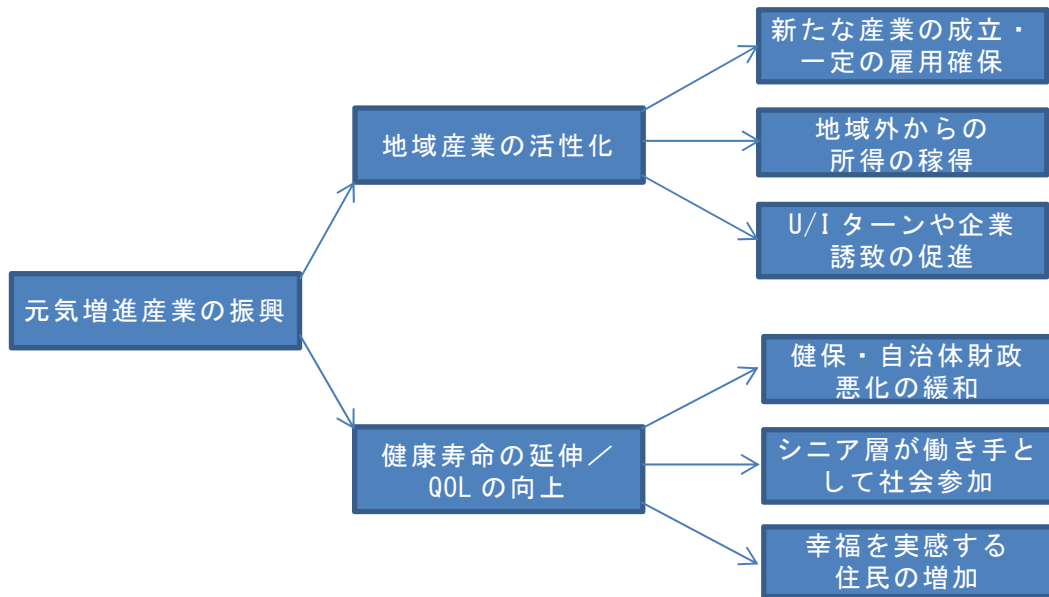 元気増進産業の振興
地域産業の活性化
新たな産業の成立・
一定の雇用確保
地域外からの
所得の稼得
U/I ターンや企業
誘致の促進
健康寿命の延伸／
QOL の向上
健保・自治体財政
悪化の緩和
シニア層が働き手と
して社会参加
幸福を実感する
住民の増加